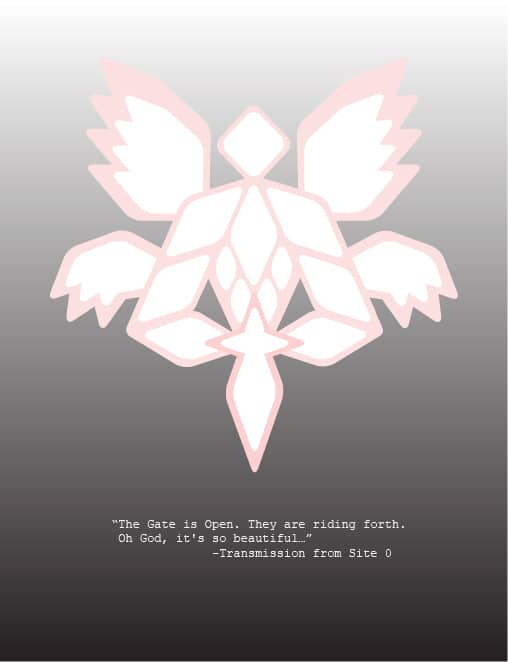 “The Gate is Open. They are riding forth.
Oh God, it's so beautiful…”
-Transmission from Site 0